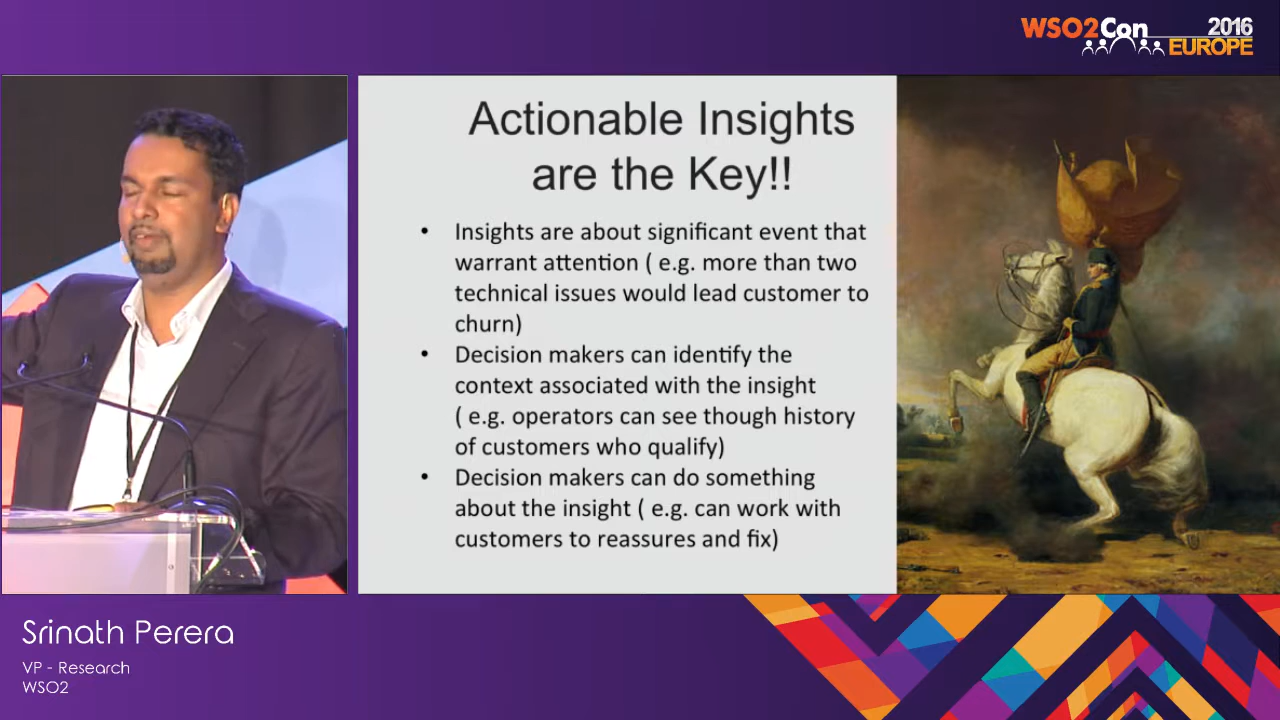 WSO2Con 2016
EUROPE
Actionable Insights
are the Key!!
• Insights are about significant event that
warrant attention ( e.g. more than two
technical issues would lead customer to
churn)
• Decision makers can identify the
context associated with the insight
( e.g. operators can see though history
of customers who qualify)
• Decision makers can do something
about the insight ( e.g. can work with
customers to reassures and fix)
Srinath Perera
VP - Research
WSO2